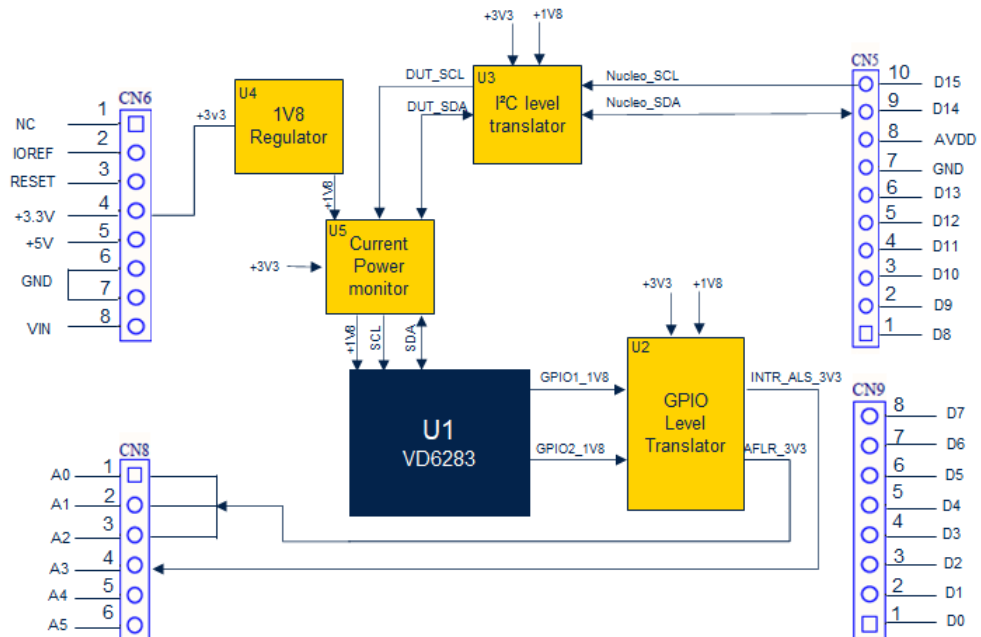 +3V3
+1V8
CN6
1
NC
2
IOREF
3
RESET
4
+3.3V
5
+5V
6
GND
7
8
VIN
+3v3
U4
1V8
Regulator
+1V8
DUT_SCL
DUT_SDA
U3
I²C level
translator
Nucleo_SCL
Nucleo_SDA
CN5
10 D15
9 D14
8 AVDD
7 GND
6 D13
5 D12
4 D11
3 D10
2 D9
1 D8
U5
Current
Power
monitor
+3V3
+1V8
SCL
SDA
U1
VD6283
GPIO1_1V8
GPIO2_1V8
+3V3
+1V8
U2
GPIO
Level
Translator
INTR_ALS_3V3
AFLR_3V3
CN9
8 D7
7 D6
6 D5
5 D4
4 D3
3 D2
2 D1
1 D0
CN8
A0 1
A1 2
A2 3
A3 4
A4 5
A5 6